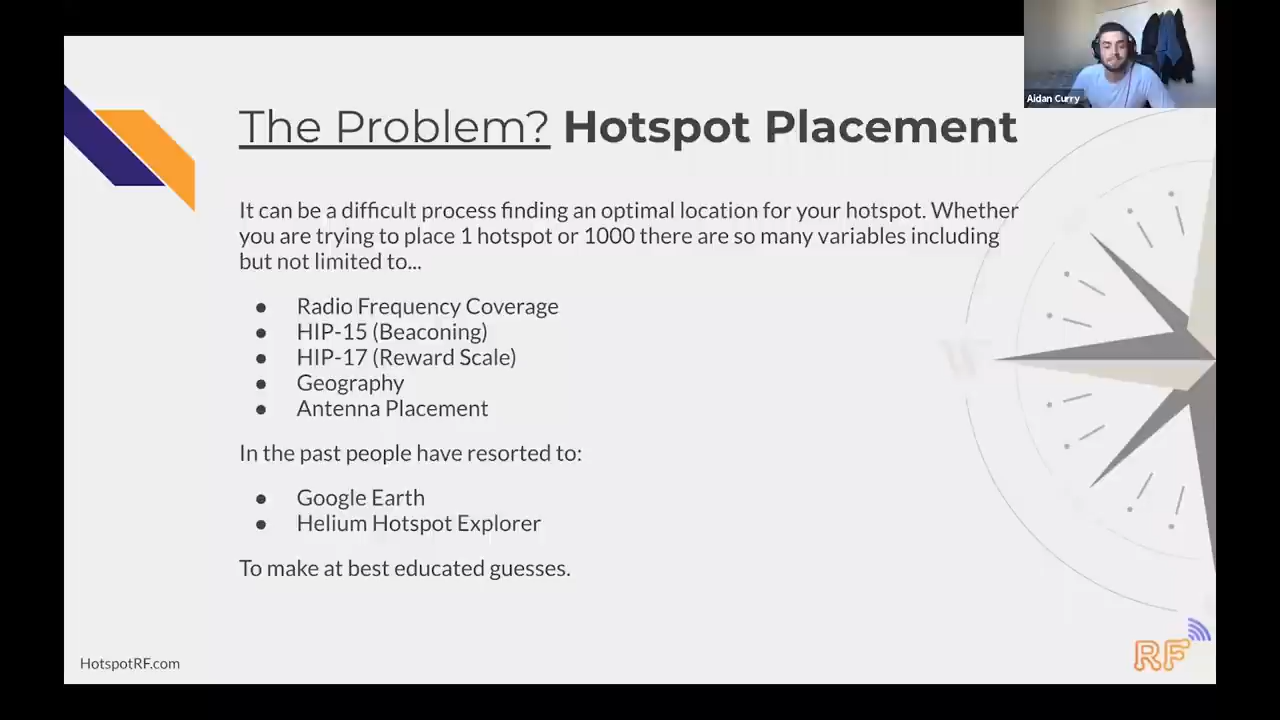 Aidan Curry
The Problem? Hotspot Placement
It can be a difficult process finding an optimal location for your hotspot. Whether
you are trying to place 1 hotspot or 1000 there are so many variables including
but not limited to...
● Radio Frequency Coverage
● HIP-15 (Beaconing)
● HIP-17 (Reward Scale)
● Geography
● Antenna Placement
In the past people have resorted to:
● Google Earth
● Helium Hotspot Explorer
To make at best educated guesses.
W
HotspotRF.com
RF